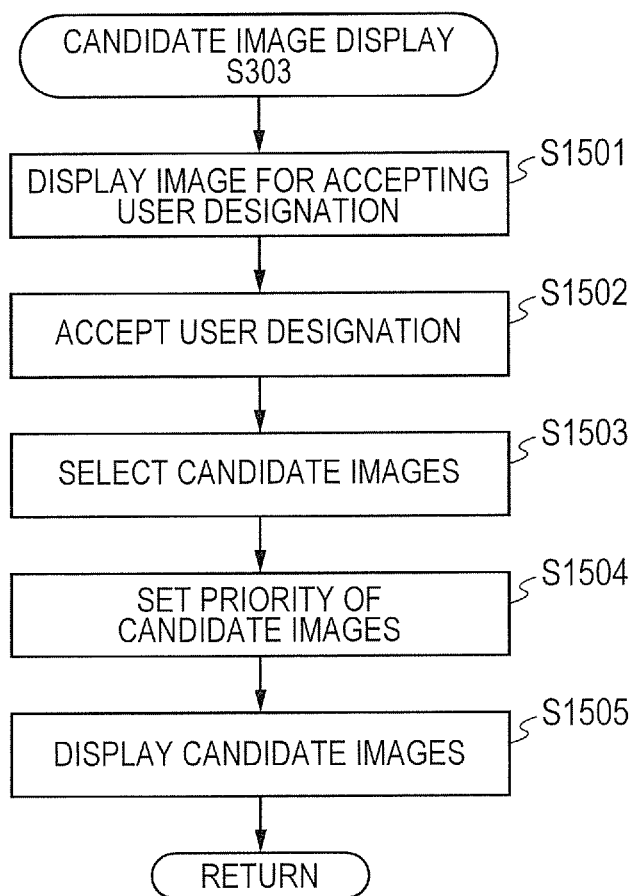 CANDIDATE IMAGE DISPLAY
S303
S1501
DISPLAY IMAGE FOR ACCEPTING
USER DESIGNATION
S1502
ACCEPT USER DESIGNATION
S1503
SELECT CANDIDATE IMAGES
S1504
SET PRIORITY OF
CANDIDATE IMAGES
S1505
DISPLAY CANDIDATE IMAGES
RETURN